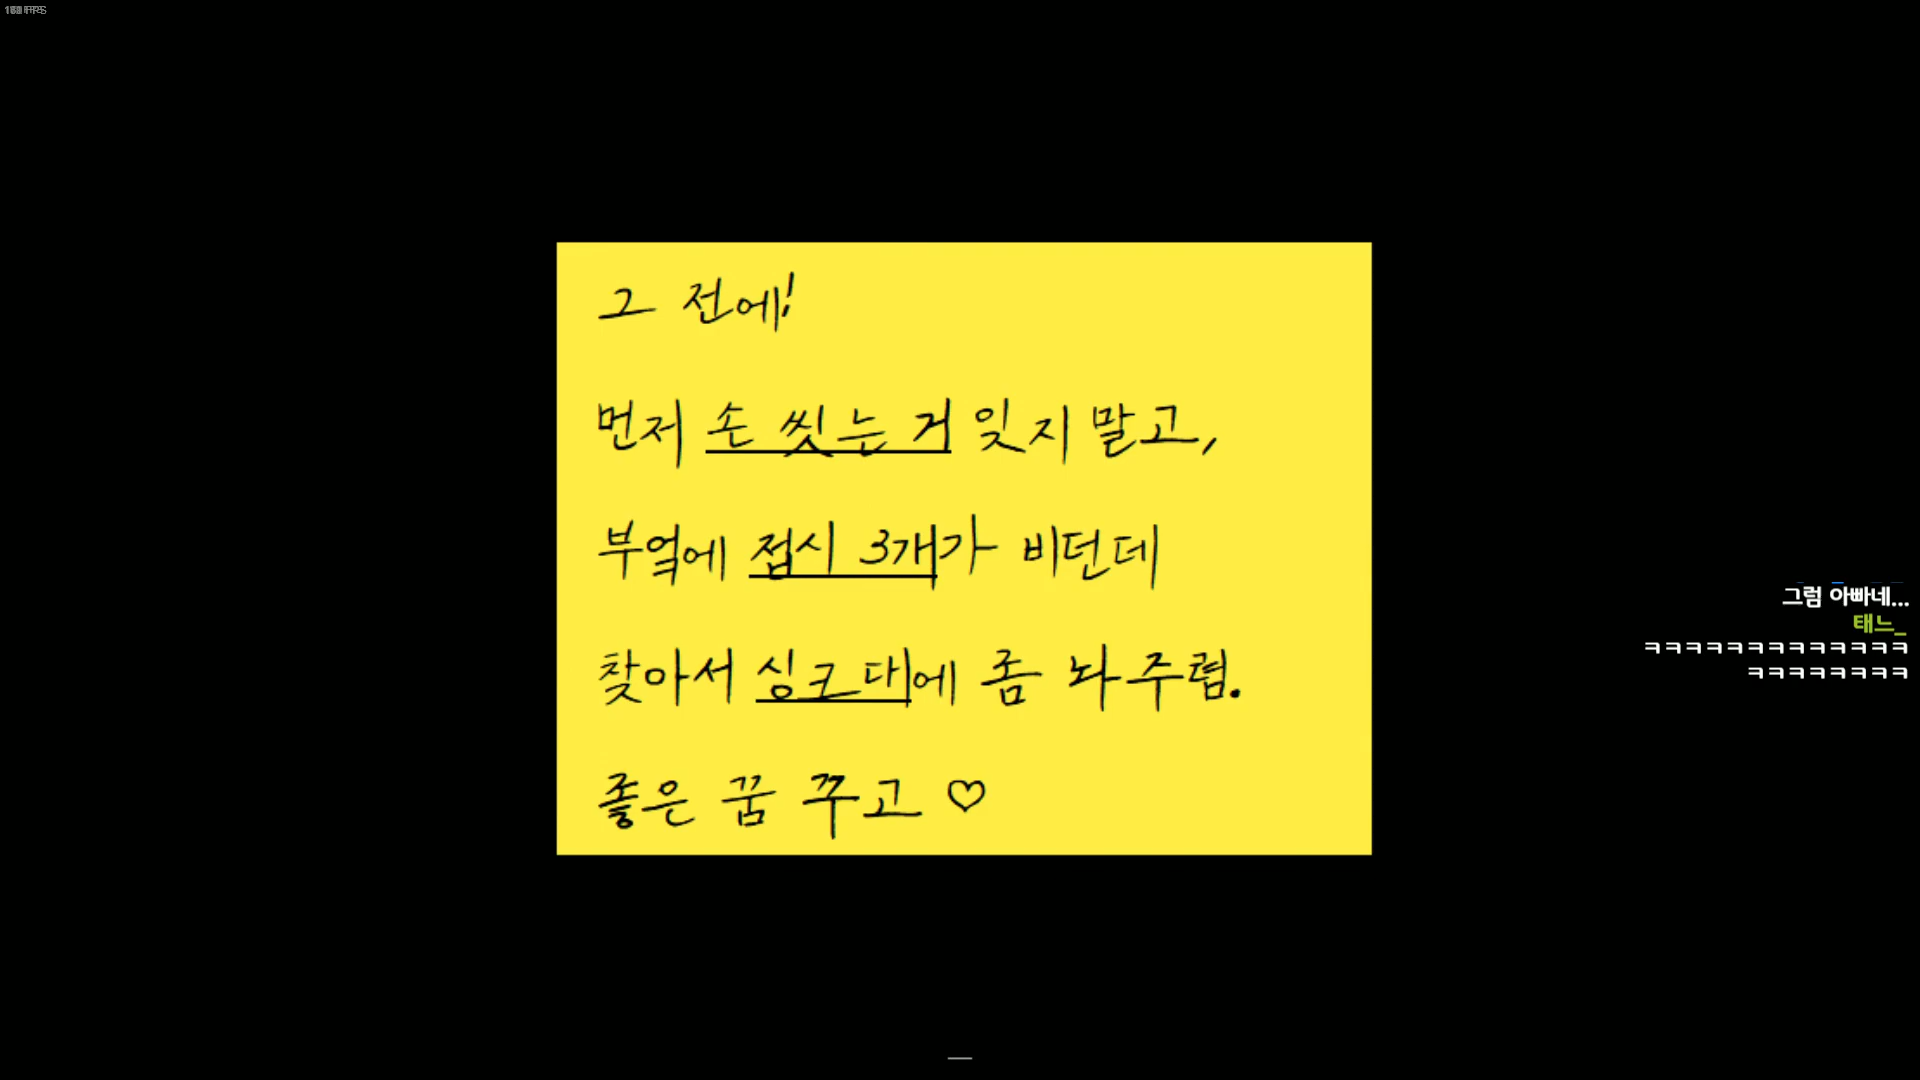 그 전에!
먼저 손 씻는 거 잊지 말고,
부엌에 접시 3개가 비던데
찾아서 싱크대에 좀 놔주렴.
좋은 꿈 꾸고 ♡
그럼 아빠네...
태느_
ㅋㅋㅋㅋㅋㅋㅋㅋㅋㅋㅋㅋㅋ
ㅋㅋㅋㅋㅋㅋㅋㅋ